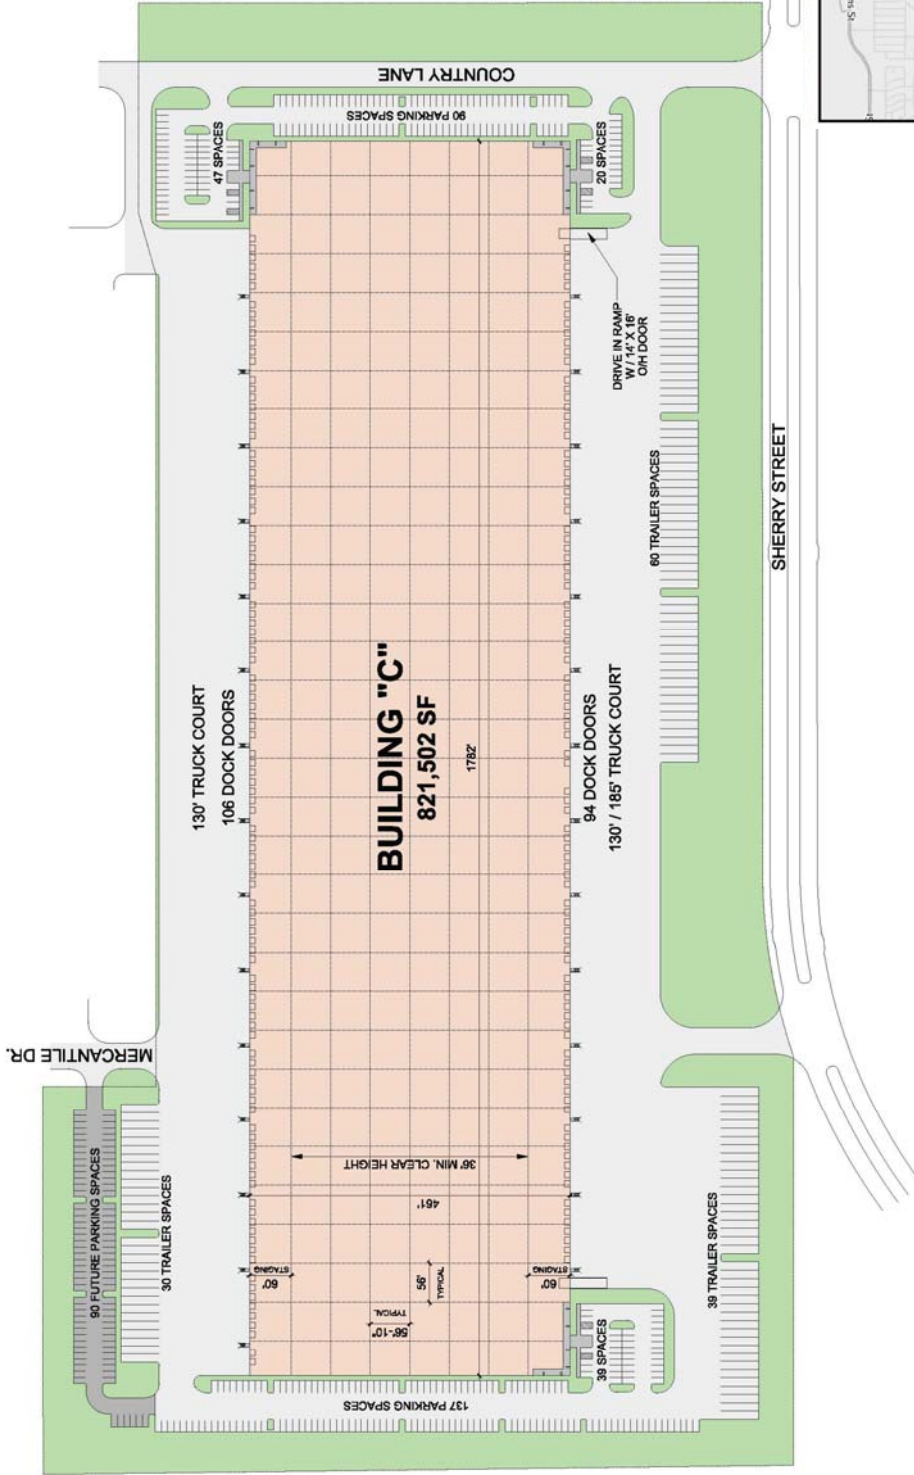 COUNTRY LANE
90 PARKING SPACES
47 SPACES
20 SPACES
DRIVE IN RAMP
W / 14' X 16'
O/H DOOR
60 TRAILER SPACES
SHERRY STREET
130' TRUCK COURT
106 DOCK DOORS
BUILDING "C"
821,502 SF
1782'
94 DOCK DOORS
130' / 185' TRUCK COURT
MERCANTILE DR.
90 FUTURE PARKING SPACES
30 TRAILER SPACES
36' MIN. CLEAR HEIGHT
461'
60'
STAGING
56'
TYPICAL
56'-10"
TYPICAL
60'
STAGING
39 TRAILER SPACES
39 SPACES
137 PARKING SPACES